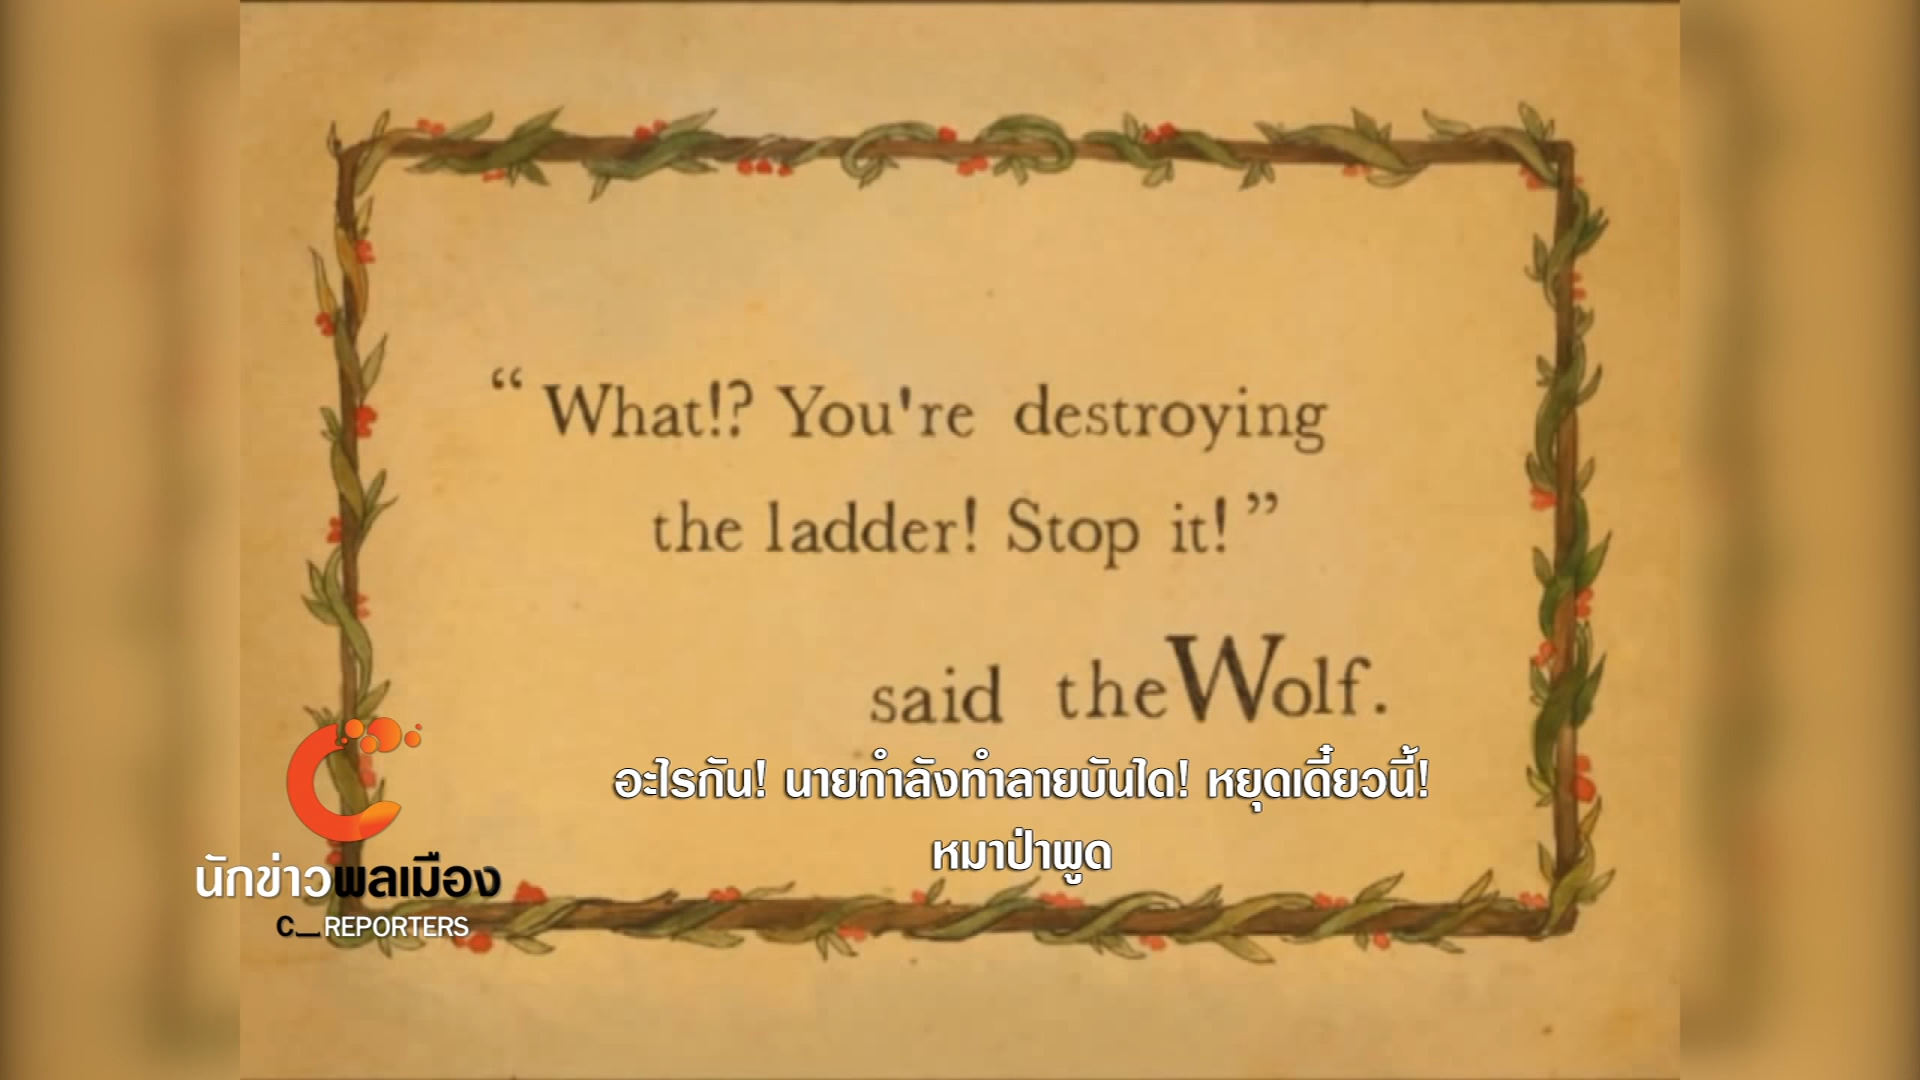 “What!? You're destroying
the ladder! Stop it!”
said the Wolf.
อะไรกัน! นายกำลังทำลายบันได! หยุดเดี๋ยวนี้!
หมาป่าพูด
นักข่าวพลเมือง
C_REPORTERS